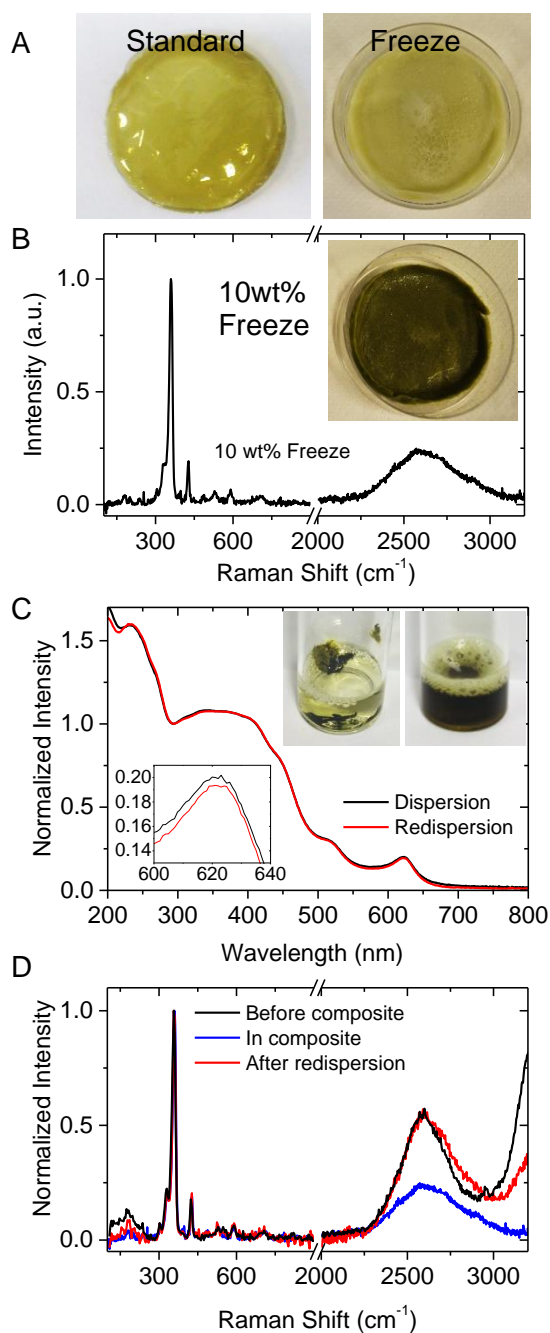 A
Standard
Freeze
B
1.0
0.5
0.0
Inntensity (a.u.)
10wt%
Freeze
10 wt% Freeze
300
600
2000
2500
3000
Raman Shift (cm⁻¹)
C
1.5
1.0
0.5
0.0
Normalized Intensity
0.20
0.18
0.16
0.14
600
620
640
Dispersion
Redispersion
200
300
400
500
600
700
800
Wavelength (nm)
D
1.0
0.5
0.0
Normalized Intensity
Before composite
In composite
After redispersion
300
600
2000
2500
3000
Raman Shift (cm⁻¹)